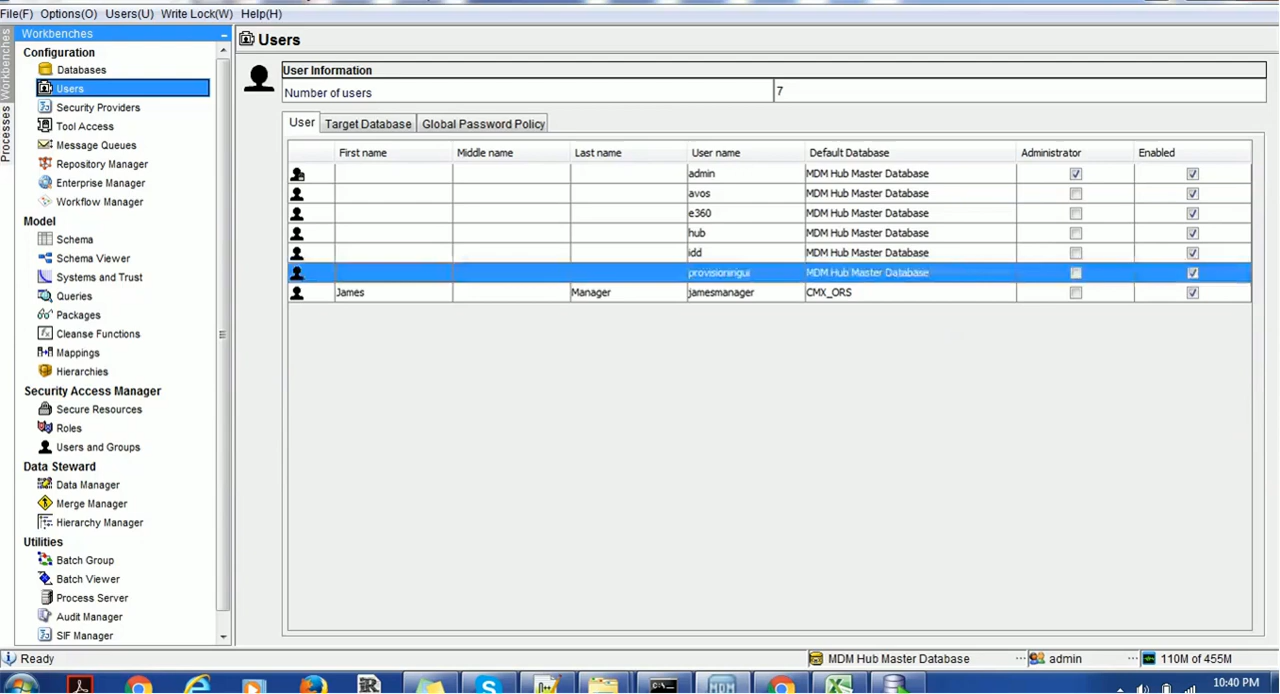 File(F) Options(O) Users(U) Write Lock(W) Help(H)
Processes Workbenches
Workbenches
Configuration
Databases
Users
Security Providers
Tool Access
Message Queues
Repository Manager
Enterprise Manager
Workflow Manager
Model
Schema
Schema Viewer
Systems and Trust
Queries
Packages
Cleanse Functions
Mappings
Hierarchies
Security Access Manager
Secure Resources
Roles
Users and Groups
Data Steward
Data Manager
Merge Manager
Hierarchy Manager
Utilities
Batch Group
Batch Viewer
Process Server
Audit Manager
SIF Manager
Users
User Information
Number of users 7
User Target Database Global Password Policy
First name Middle name Last name User name Default Database Administrator Enabled
admin MDM Hub Master Database
avos MDM Hub Master Database
e360 MDM Hub Master Database
hub MDM Hub Master Database
idd MDM Hub Master Database
provisioningui MDM Hub Master Database
James Manager jamesmanager CMX_ORS
Ready MDM Hub Master Database admin 110M of 455M
MDM
10:40 PM